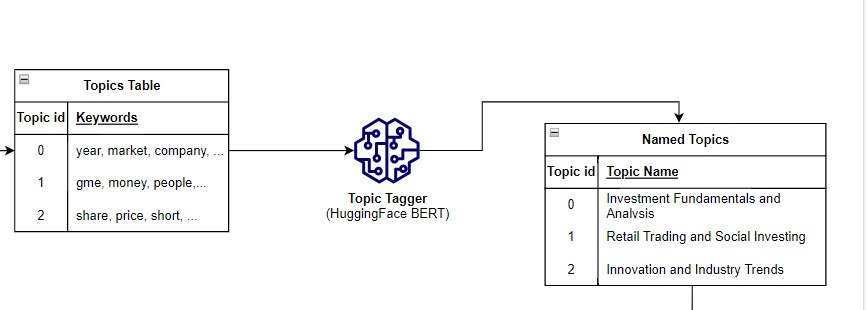 Topics Table
Topic id Keywords
0 year, market, company, ...
1 gme, money, people,...
2 share, price, short, ...
Topic Tagger
(HuggingFace BERT)
Named Topics
Topic id Topic Name
0 Investment Fundamentals and
Analysis
1 Retail Trading and Social Investing
2 Innovation and Industry Trends